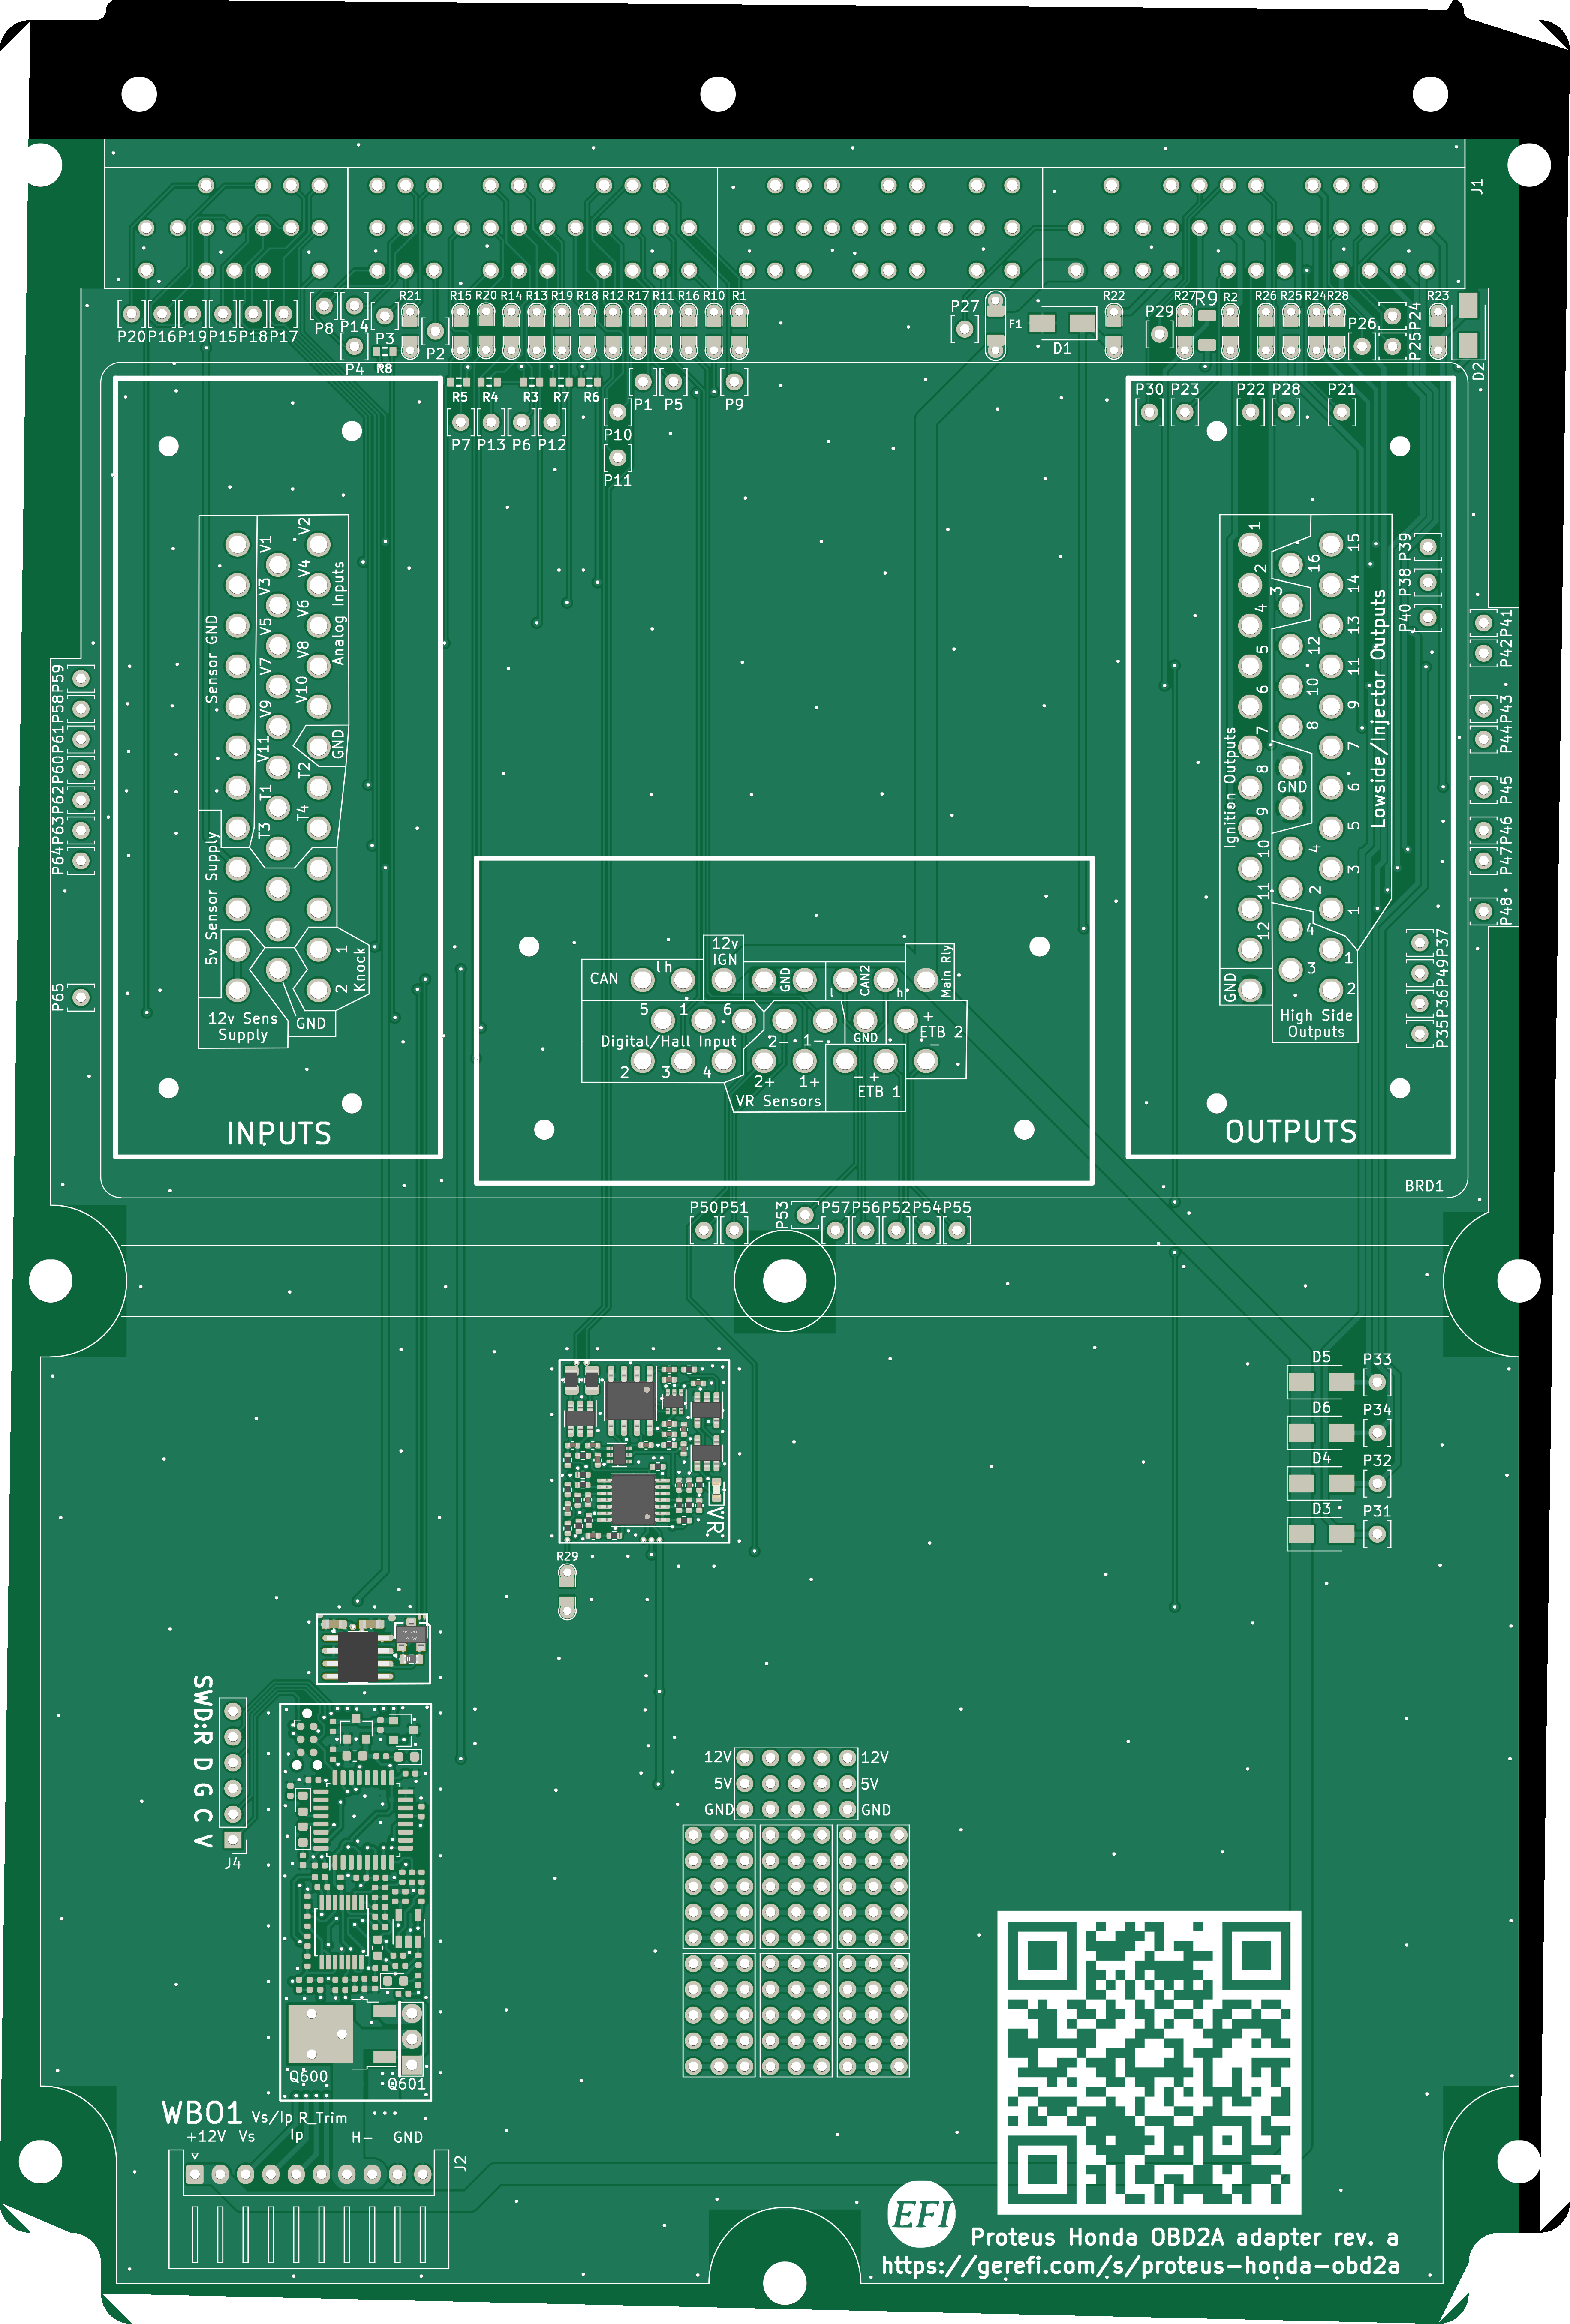 J1
P20 P16 P19 P15 P18 P17
P8 P14 P4 P3 R8 R21 P2
R15 R20 R14 R13 R19 R18 R12 R17 R11 R16 R10 R1
P27 F1 D1 R22 P29 R27 R9 R2 R26 R25 R24 R28 P26 P25 P24 R23 D2
R5 R4 R3 R7 R6 P1 P5 P9
P7 P13 P6 P12 P10
P11
P30 P23 P22 P28 P21
Sensor GND
V1 V3 V5 V7 V9 V11 T1 T3
V2 V4 V6 V8 V10 GND T2 T4
Analog Inputs
5v Sensor Supply
12v Sens
Supply
GND
1 2
Knock
INPUTS
P59 P58 P61 P60 P62 P63 P64 P65
CAN l h
12v
IGN
GND
l CAN2 h
Main Rly
5 1 6 2- 1- GND +
Digital/Hall Input
ETB 2
-
2 3 4 2+ 1+ - +
VR Sensors
ETB 1
Ignition Outputs
1 2 4 5 6 7 8 9 10 11 12 GND
16 3 12 10 8 GND 4 2 4 3
15 14 13 11 9 7 6 5 3 1 1 2
Lowside/Injector Outputs
High Side
Outputs
OUTPUTS
P39 P38 P40
P41 P42 P43 P44 P45 P46 P47 P48
P37 P49 P36 P35
BRD1
P50 P51 P53 P57 P56 P52 P54 P55
D5 P33
D6 P34
D4 P32
D3 P31
VR
R29
SWD:R D G C V
J4
12V 12V
5V 5V
GND GND
Q600 Q601
WBO1 Vs/Ip R_Trim
+12V Vs Ip H- GND
J2
EFI
Proteus Honda OBD2A adapter rev. a
https://gerefi.com/s/proteus-honda-obd2a